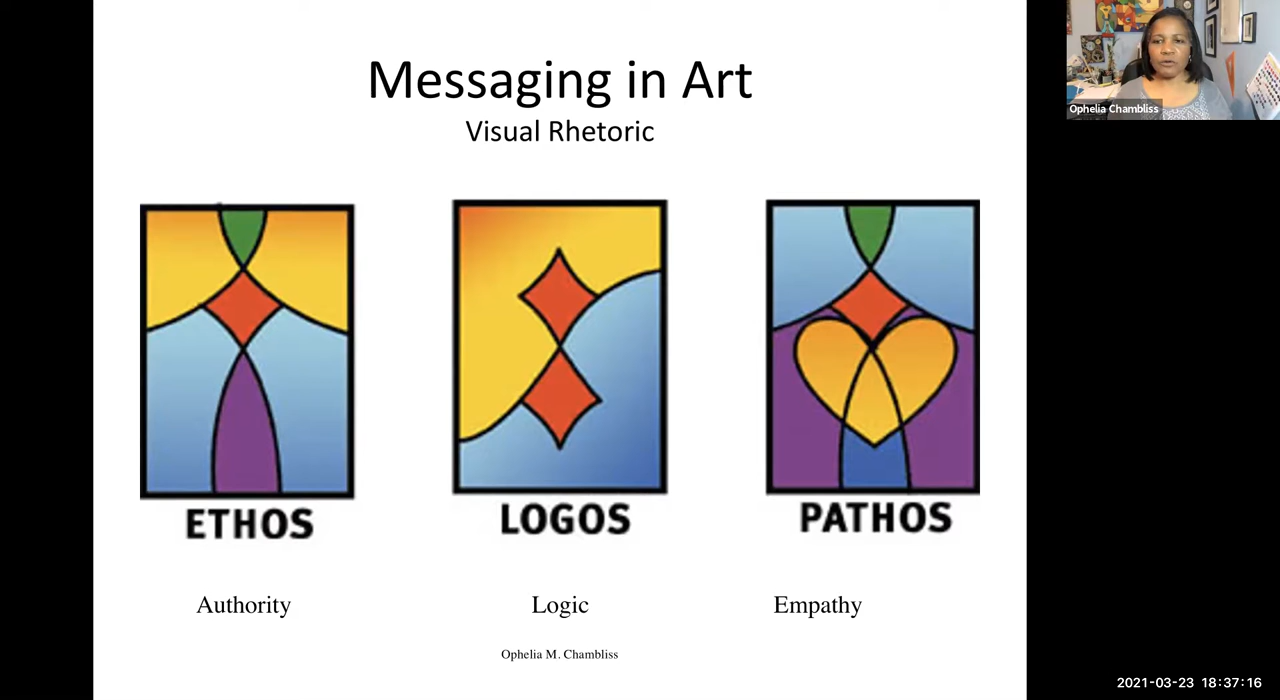 Messaging in Art
Visual Rhetoric
Ophelia Chambliss
ETHOS
LOGOS
PATHOS
Authority
Logic
Empathy
Ophelia M. Chambliss
2021-03-23 18:37:16